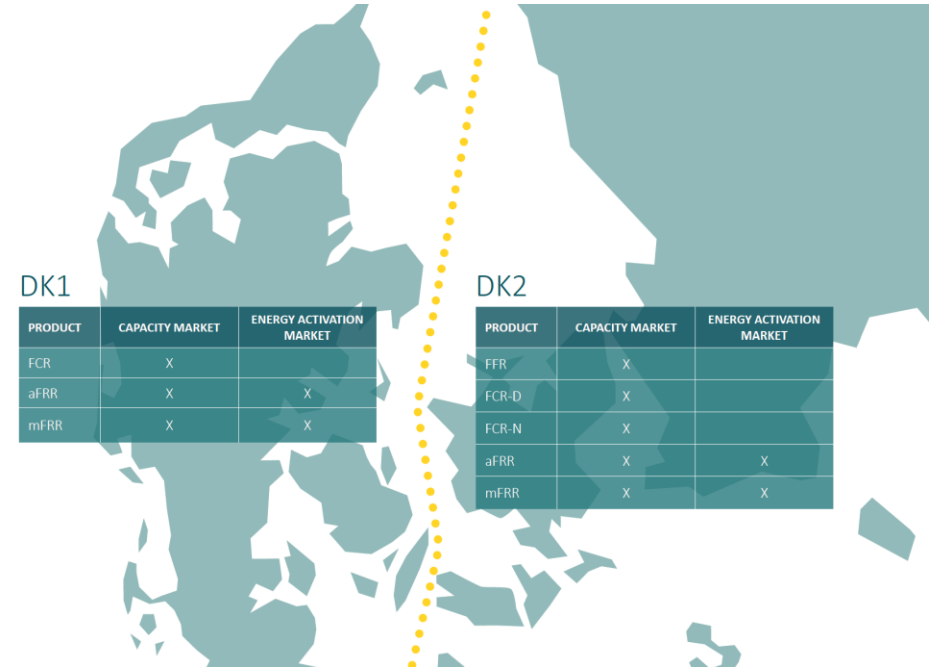 DK1
PRODUCT CAPACITY MARKET ENERGY ACTIVATION MARKET
FCR X
aFRR X X
mFRR X X
DK2
PRODUCT CAPACITY MARKET ENERGY ACTIVATION MARKET
FFR X
FCR-D X
FCR-N X
aFRR X X
mFRR X X